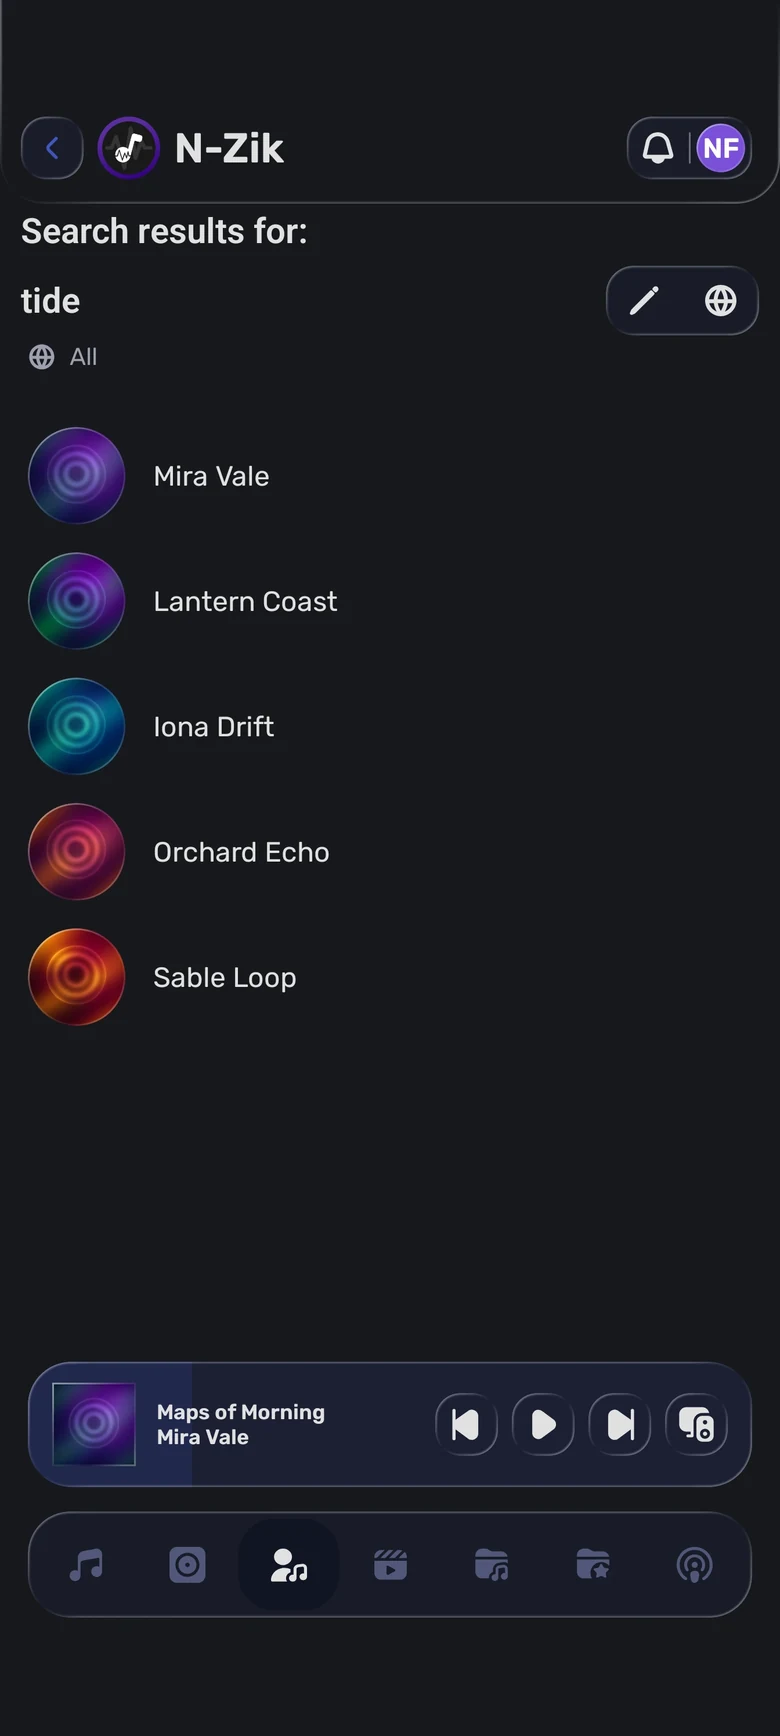 N-Zik
NF
Search results for:
tide
All
Mira Vale
Lantern Coast
Iona Drift
Orchard Echo
Sable Loop
Maps of Morning
Mira Vale